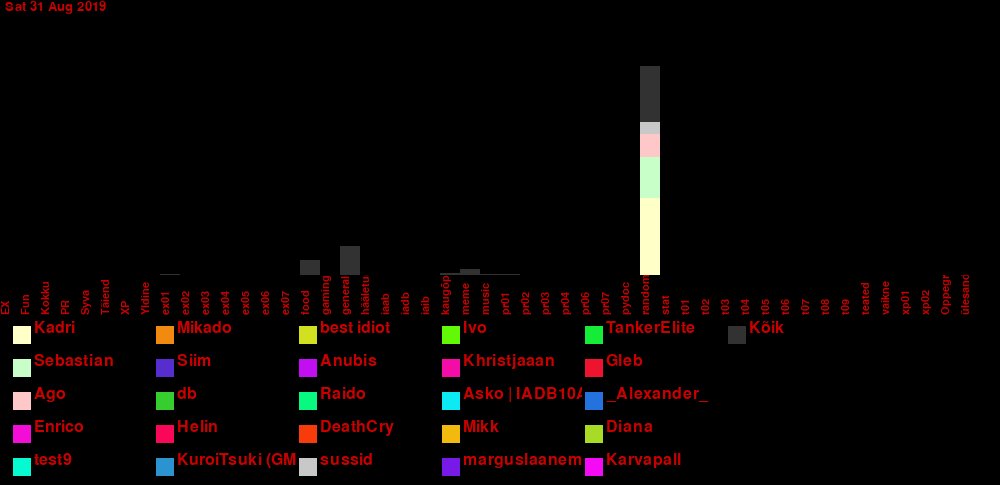 Sat 31 Aug 2019
EX Fun Kokku PR Syva Täiend XP Yldine ex01 ex02 ex03 ex04 ex05 ex06 ex07 food gaming general hääletu iaab iadb iaib kaugõp meme music pr01 pr02 pr03 pr04 pr06 pr07 pydoc random stat t01 t02 t03 t04 t05 t06 t07 t08 t09 teated vaikne xp01 xp02 Oppegr ülesand
Kadri Mikado best idiot Ivo TankerElite Kõik
Sebastian Siim Anubis Khristjaaan Gleb
Ago db Raido Asko | IADB10A _Alexander_
Enrico Helin DeathCry Mikk Diana
test9 KuroiTsuki (GM sussid marguslaanem Karvapall